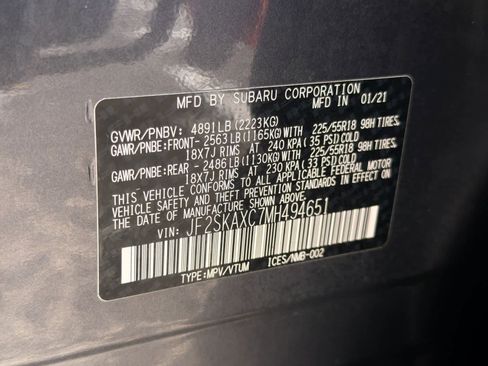 MFD BY SUBARU CORPORATION
MFD IN 01/21
GVWR/PNBV: 4891LB(2223KG)
GAWR/PNBE:FRONT- 2563LB(1165KG)WITH 225/55R18 98H TIRES,
18X7J RIMS AT 240 KPA(35 PSI)COLD
GAWR/PNBE:REAR - 2486LB(1130KG)WITH 225/55R18 98H TIRES,
18X7J RIMS AT 230 KPA(33 PSI)COLD
THIS VEHICLE CONFORMS TO ALL APPLICABLE FEDERAL MOTOR
VEHICLE SAFETY AND THEFT PREVENTION STANDARDS IN EFFECT ON
THE DATE OF MANUFACTURE SHOWN ABOVE.
VIN: JF2SKAXC7MH494651
TYPE:MPV/VTUM ICES/NMB-002